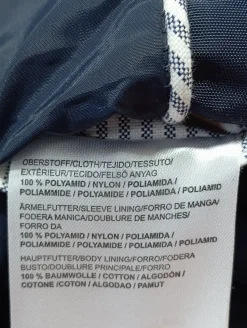 OBERSTOFF/CLOTH/TEJIDO/TESSUTO/
EXTÉRIEUR/TECIDO/FELSŐ ANYAG
100 % POLYAMID / NYLON / POLIAMIDA /
POLIAMMIDE / POLYAMIDE / POLIAMIDA / POLIAMID
ÄRMELFUTTER/SLEEVE LINING/FORRO DE MANGA/
FODERA MANICA/DOUBLURE DE MANCHES/
FORRO DA
100 % POLYAMID / NYLON / POLIAMIDA /
POLIAMMIDE / POLYAMIDE / POLIAMIDA / POLIAMID
HAUPTFUTTER/BODY LINING/FORRO/FODERA
BUSTO/DOUBLURE PRINCIPALE/FORRO
100 % BAUMWOLLE / COTTON / ALGODÓN /
COTONE / COTON / ALGODAO / PAMUT